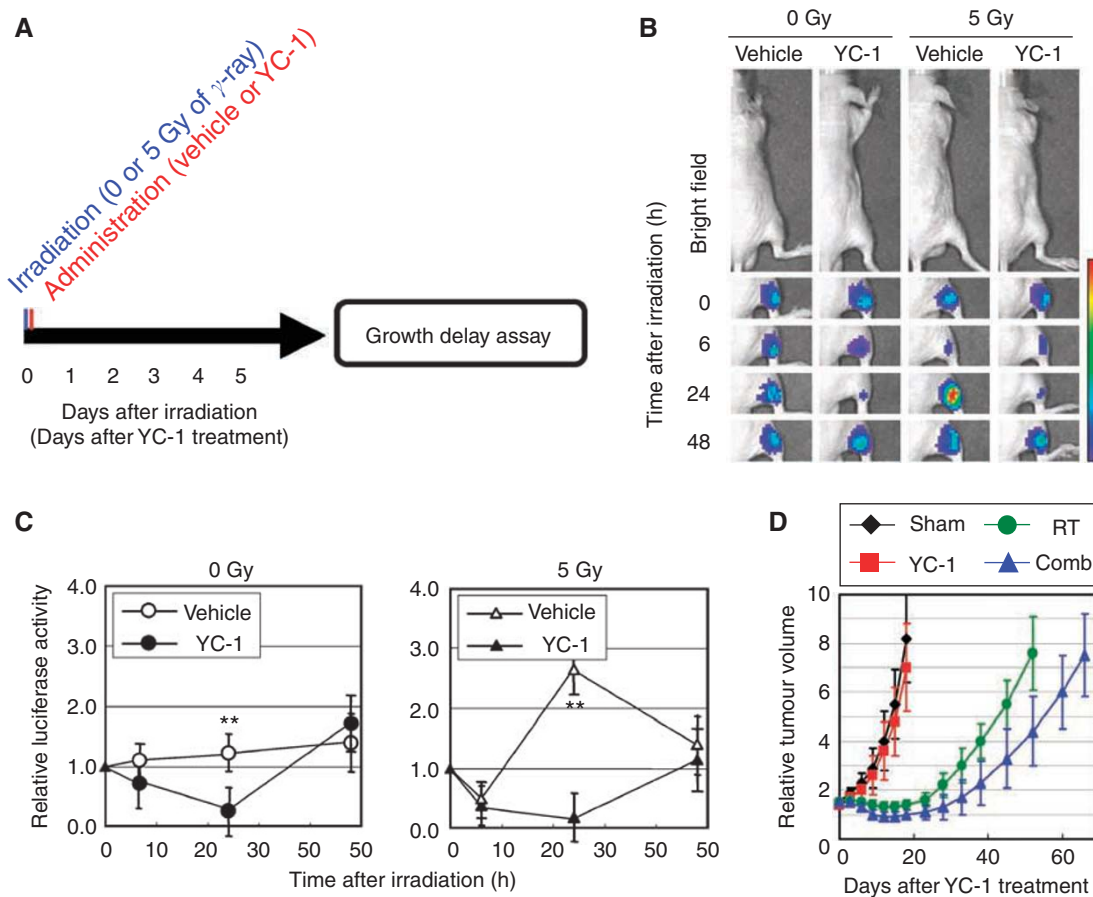 A
Irradiation (0 or 5 Gy of γ-ray)
Administration (vehicle or YC-1)
0 1 2 3 4 5
Days after irradiation
(Days after YC-1 treatment)
Growth delay assay
B
0 Gy 5 Gy
Vehicle YC-1 Vehicle YC-1
Time after irradiation (h)
Bright field
0
6
24
48
C
0 Gy
Relative luciferase activity
4.0
3.0
2.0
1.0
0.0
Vehicle
YC-1
**
0 10 20 30 40 50
5 Gy
4.0
3.0
2.0
1.0
0.0
Vehicle
YC-1
**
0 10 20 30 40 50
Time after irradiation (h)
D
Sham RT
YC-1 Comb
Relative tumour volume
10
8
6
4
2
0
0 20 40 60
Days after YC-1 treatment